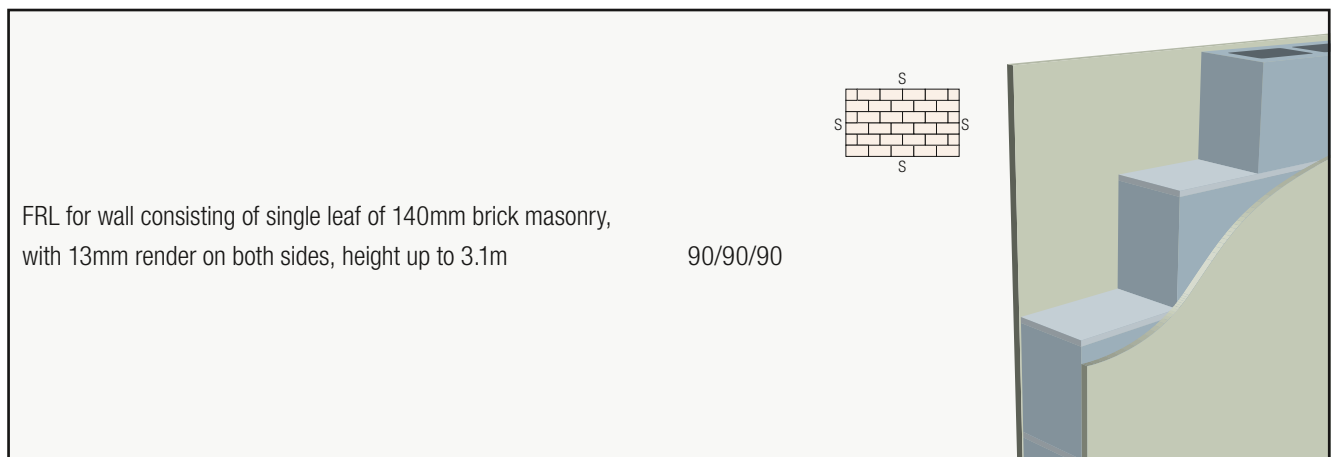 S
S S
S
FRL for wall consisting of single leaf of 140mm brick masonry,
with 13mm render on both sides, height up to 3.1m 90/90/90